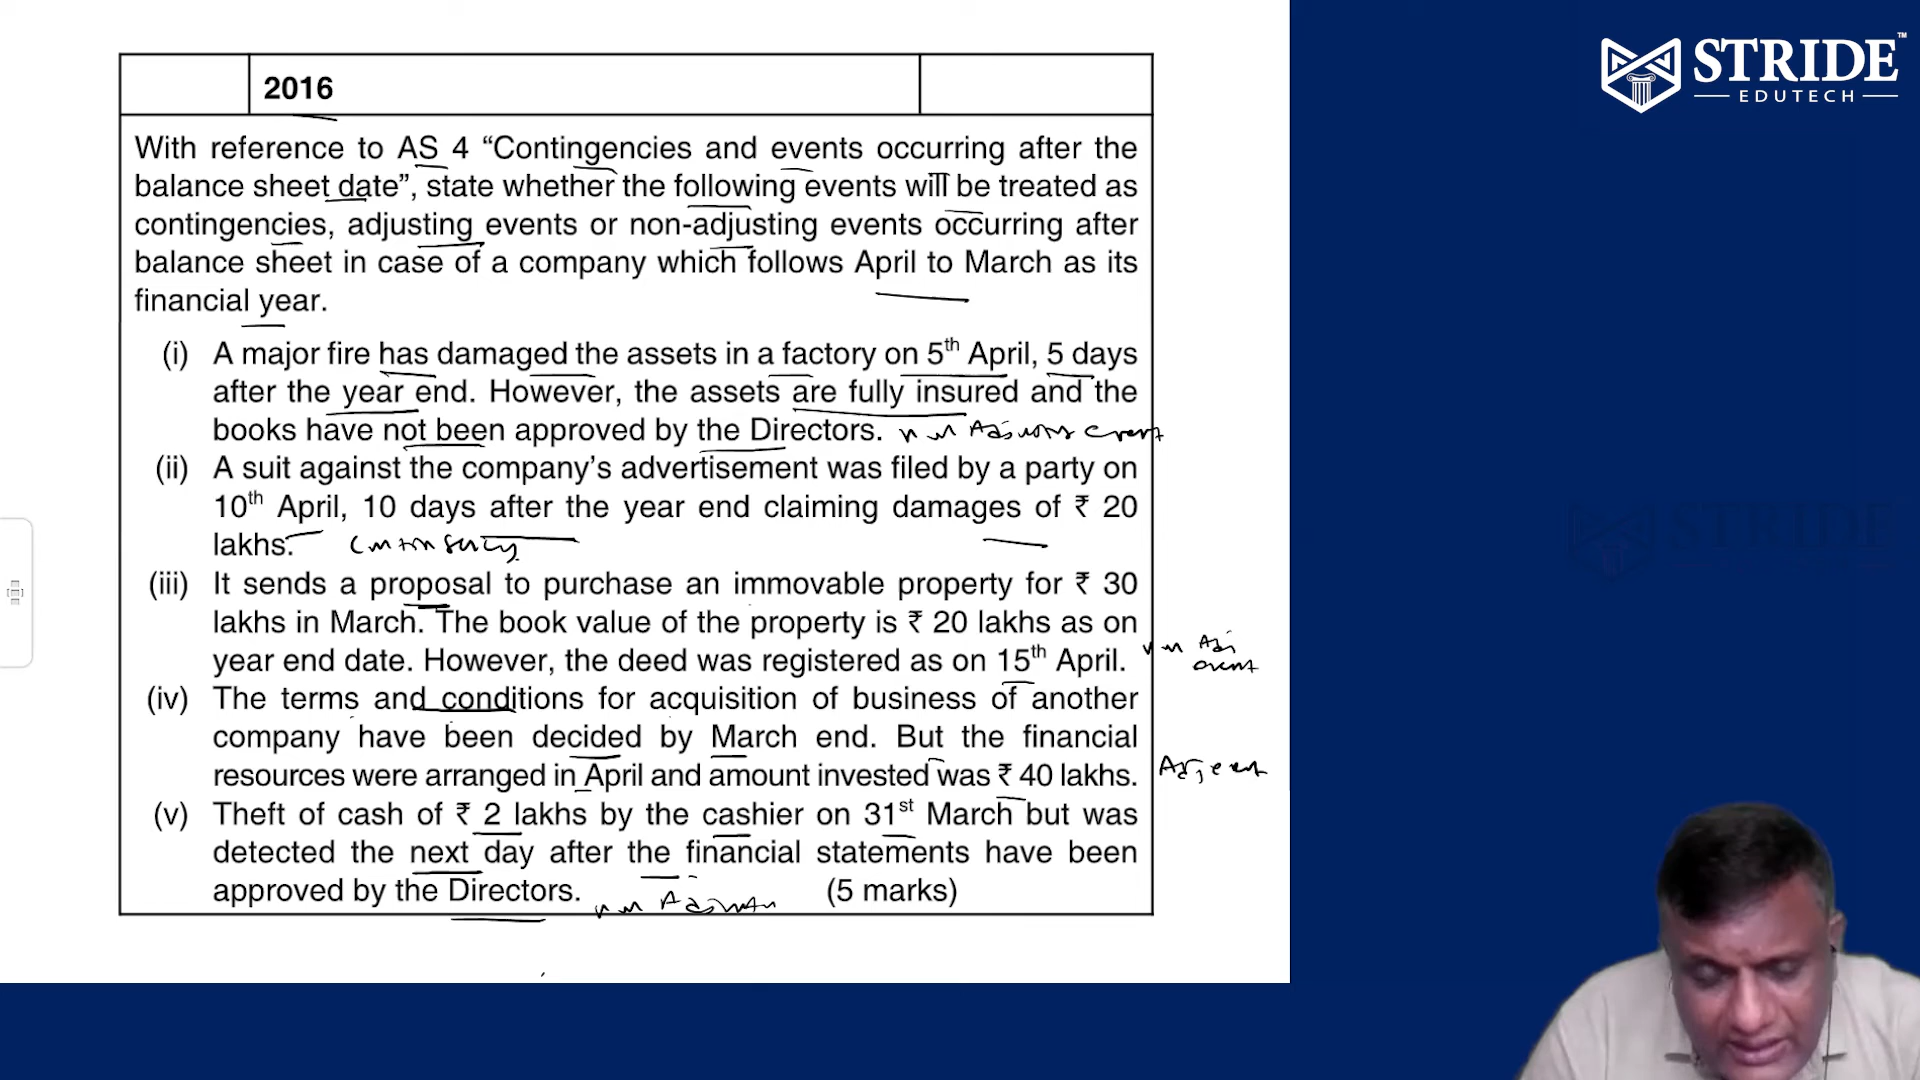 STRIDE™
EDUTECH
2016
With reference to AS 4 “Contingencies and events occurring after the
balance sheet date”, state whether the following events will be treated as
contingencies, adjusting events or non-adjusting events occurring after
balance sheet in case of a company which follows April to March as its
financial year.
(i) A major fire has damaged the assets in a factory on 5th April, 5 days
after the year end. However, the assets are fully insured and the
books have not been approved by the Directors.
(ii) A suit against the company’s advertisement was filed by a party on
10th April, 10 days after the year end claiming damages of ₹ 20
lakhs.
(iii) It sends a proposal to purchase an immovable property for ₹ 30
lakhs in March. The book value of the property is ₹ 20 lakhs as on
year end date. However, the deed was registered as on 15th April.
(iv) The terms and conditions for acquisition of business of another
company have been decided by March end. But the financial
resources were arranged in April and amount invested was ₹ 40 lakhs.
(v) Theft of cash of ₹ 2 lakhs by the cashier on 31st March but was
detected the next day after the financial statements have been
approved by the Directors. (5 marks)
STRIDE